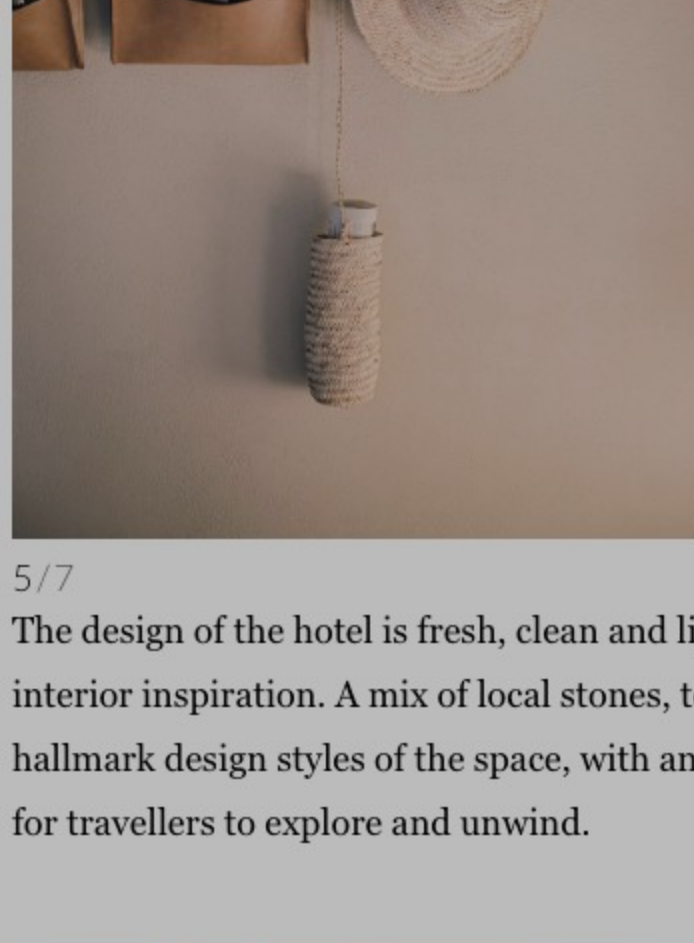 5/7
The design of the hotel is fresh, clean and
interior inspiration. A mix of local stones,
hallmark design styles of the space, with
for travellers to explore and unwind.